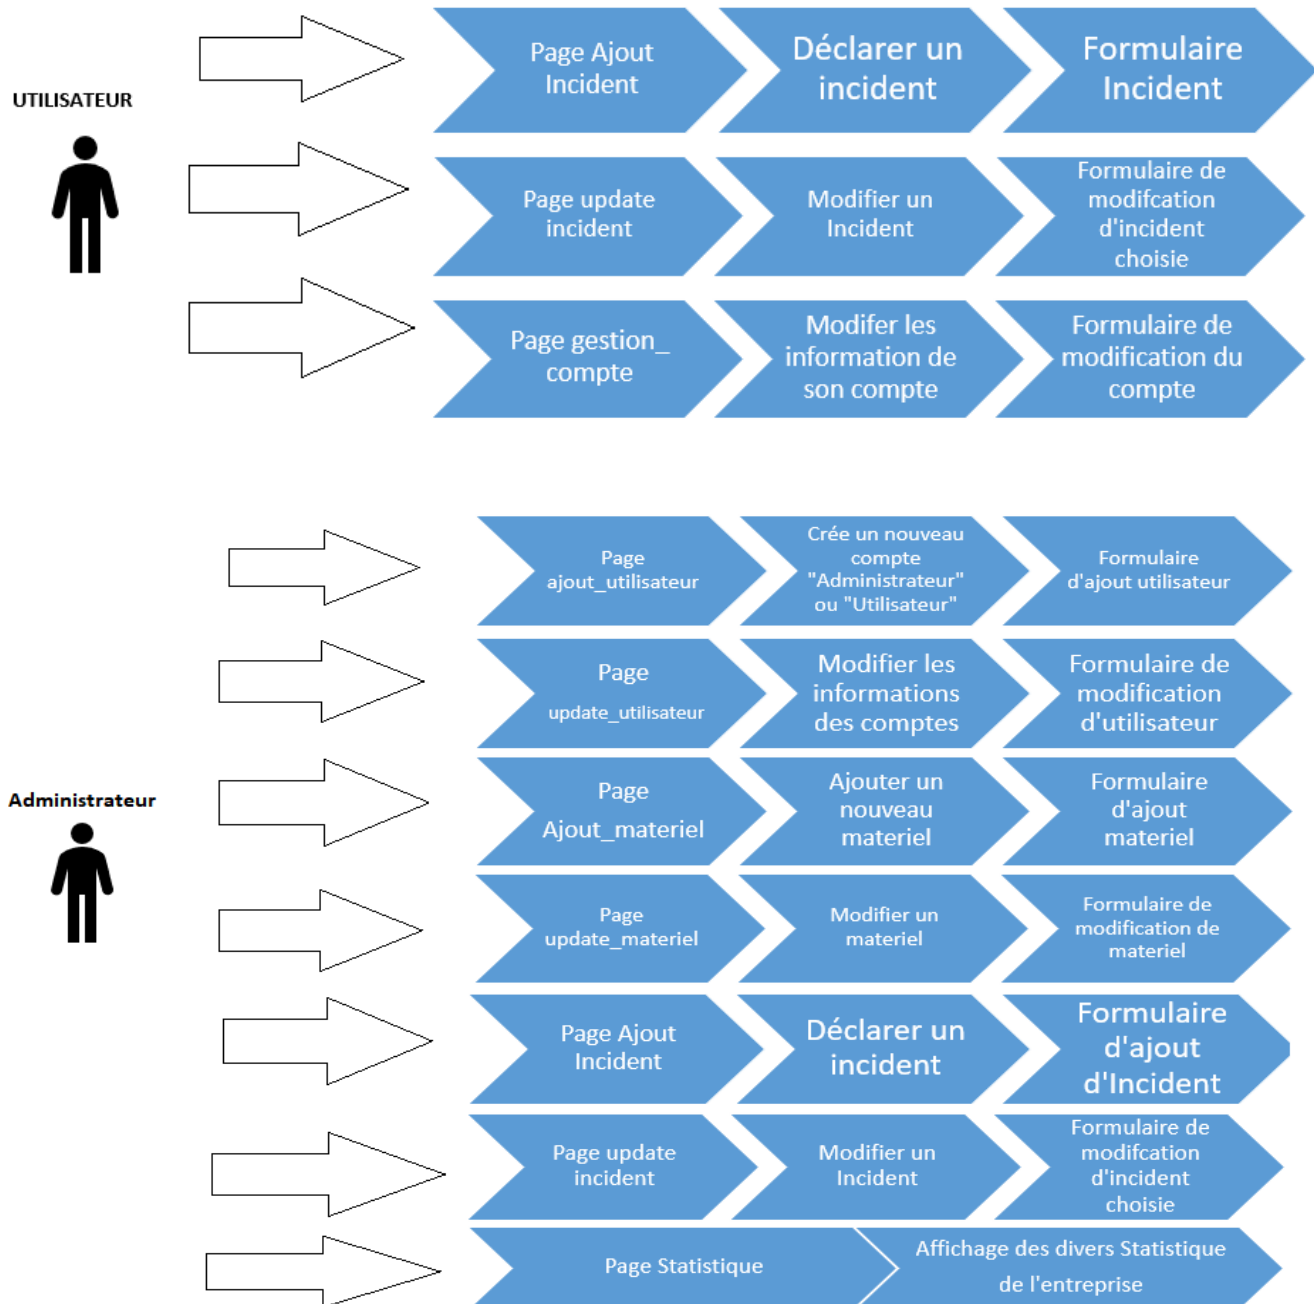 UTILISATEUR
Page Ajout
Incident
Déclarer un
incident
Formulaire
Incident
Page update
incident
Modifier un
Incident
Formulaire de
modifcation
d'incident
choisie
Page gestion_
compte
Modifer les
information de
son compte
Formulaire de
modification du
compte
Administrateur
Page
ajout_utilisateur
Crée un nouveau
compte
"Administrateur"
ou "Utilisateur"
Formulaire
d'ajout utilisateur
Page
update_utilisateur
Modifier les
informations
des comptes
Formulaire de
modification
d'utilisateur
Page
Ajout_materiel
Ajouter un
nouveau
materiel
Formulaire
d'ajout
materiel
Page
update_materiel
Modifier un
materiel
Formulaire de
modification de
materiel
Page Ajout
Incident
Déclarer un
incident
Formulaire
d'ajout
d'Incident
Page update
incident
Modifier un
Incident
Formulaire de
modifcation
d'incident
choisie
Page Statistique
Affichage des divers Statistique
de l'entreprise